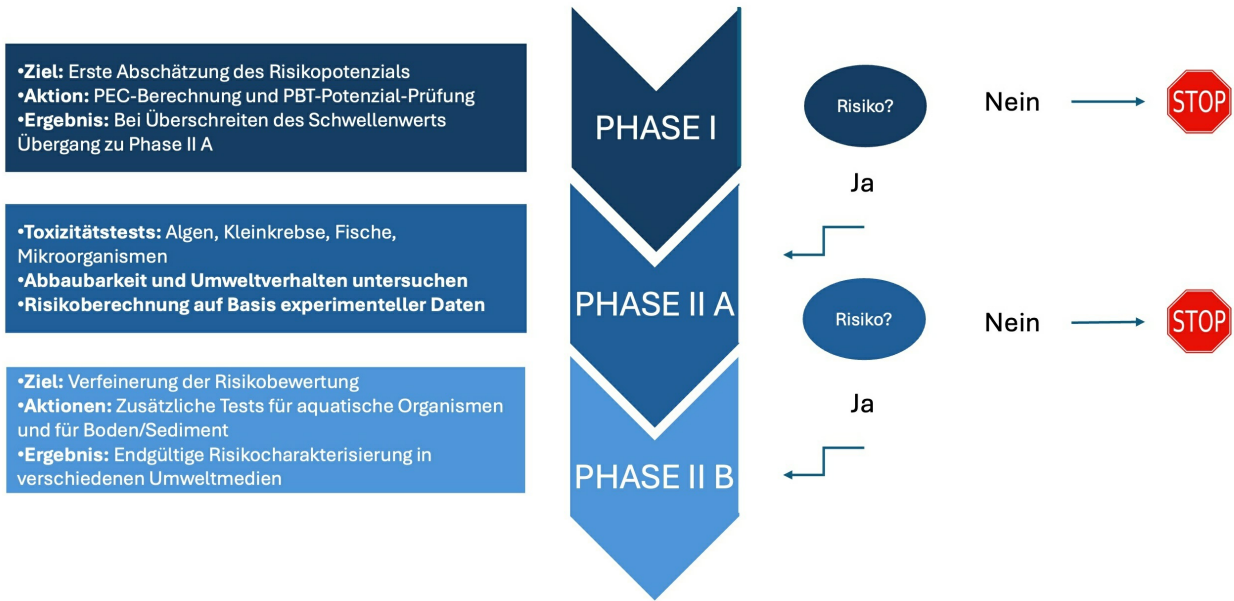 •Ziel: Erste Abschätzung des Risikopotenzials
•Aktion: PEC-Berechnung und PBT-Potenzial-Prüfung
•Ergebnis: Bei Überschreiten des Schwellenwerts
Übergang zu Phase II A
PHASE I
Risiko?
Nein
STOP
Ja
•Toxizitätstests: Algen, Kleinkrebse, Fische,
Mikroorganismen
•Abbaubarkeit und Umweltverhalten untersuchen
•Risikoberechnung auf Basis experimenteller Daten
PHASE II A
Risiko?
Nein
STOP
Ja
•Ziel: Verfeinerung der Risikobewertung
•Aktionen: Zusätzliche Tests für aquatische Organismen
und für Boden/Sediment
•Ergebnis: Endgültige Risikocharakterisierung in
verschiedenen Umweltmedien
PHASE II B